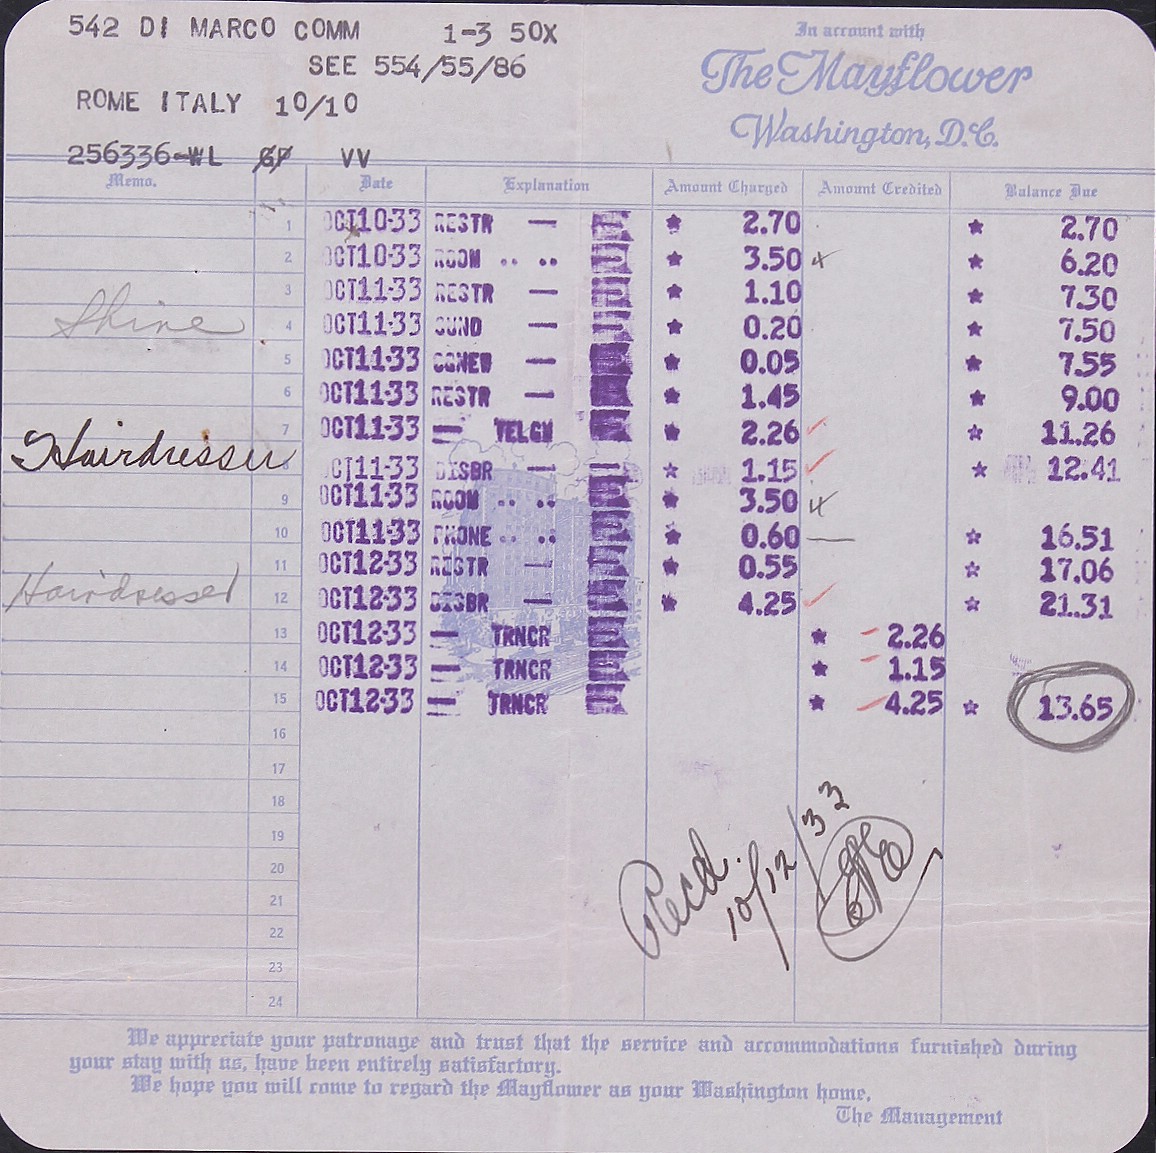 542 DI MARCO COMM 1-3 50X
SEE 554/55/86
ROME ITALY 10/10
256336-WL GP VV
In account with
The Mayflower
Washington, D.C.
Memo. Date Explanation Amount Charged Amount Credited Balance Due
1 OCT10-33 RESTR — * 2.70 * 2.70
2 OCT10-33 ROOM .. .. * 3.50 * 6.20
3 OCT11-33 RESTR — * 1.10 * 7.30
Shine 4 OCT11-33 SUND — * 0.20 * 7.50
5 OCT11-33 — * 0.05 * 7.55
6 OCT11-33 RESTR — * 1.45 * 9.00
7 OCT11-33 — TELGM * 2.26 * 11.26
Hairdresser 8 OCT11-33 DISBR — * 1.15 * 12.41
9 OCT11-33 ROOM .. .. * 3.50
10 OCT11-33 PHONE .. .. * 0.60 — * 16.51
11 OCT12-33 RESTR — * 0.55 * 17.06
Hairdresser 12 OCT12-33 DISBR — * 4.25 * 21.31
13 OCT12-33 — TRNCR * 2.26
14 OCT12-33 — TRNCR * 1.15
15 OCT12-33 — TRNCR * 4.25 * 13.65
16
17
18
19
20
21
22
23
24
Recd. 10/12/33
We appreciate your patronage and trust that the service and accommodations furnished during
your stay with us, have been entirely satisfactory.
We hope you will come to regard the Mayflower as your Washington home.
The Management